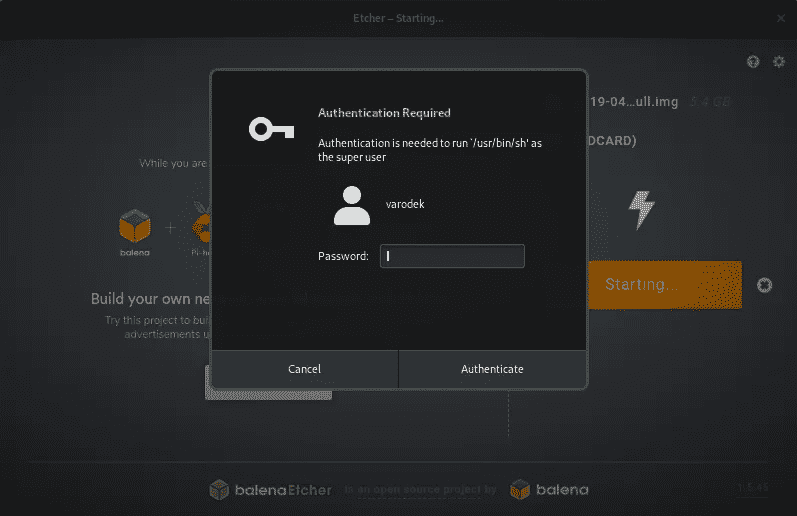 Etcher – Starting...
19-04...ull.img 5.4 GB
DCARD)
Authentication Required
Authentication is needed to run `/usr/bin/sh' as
the super user
While you are
varodek
balena
+
Pi-h
Password:
Starting...
Build your own ne
Try this project to buil
advertisements u
Cancel
Authenticate
balenaEtcher is an open source project by balena
1.5.45